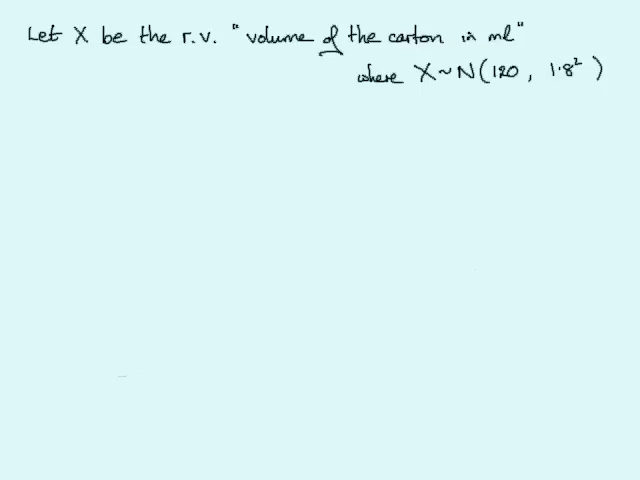 Let X be the r.v. "volume of the carton in ml"
where X~N(120, 1·8²)